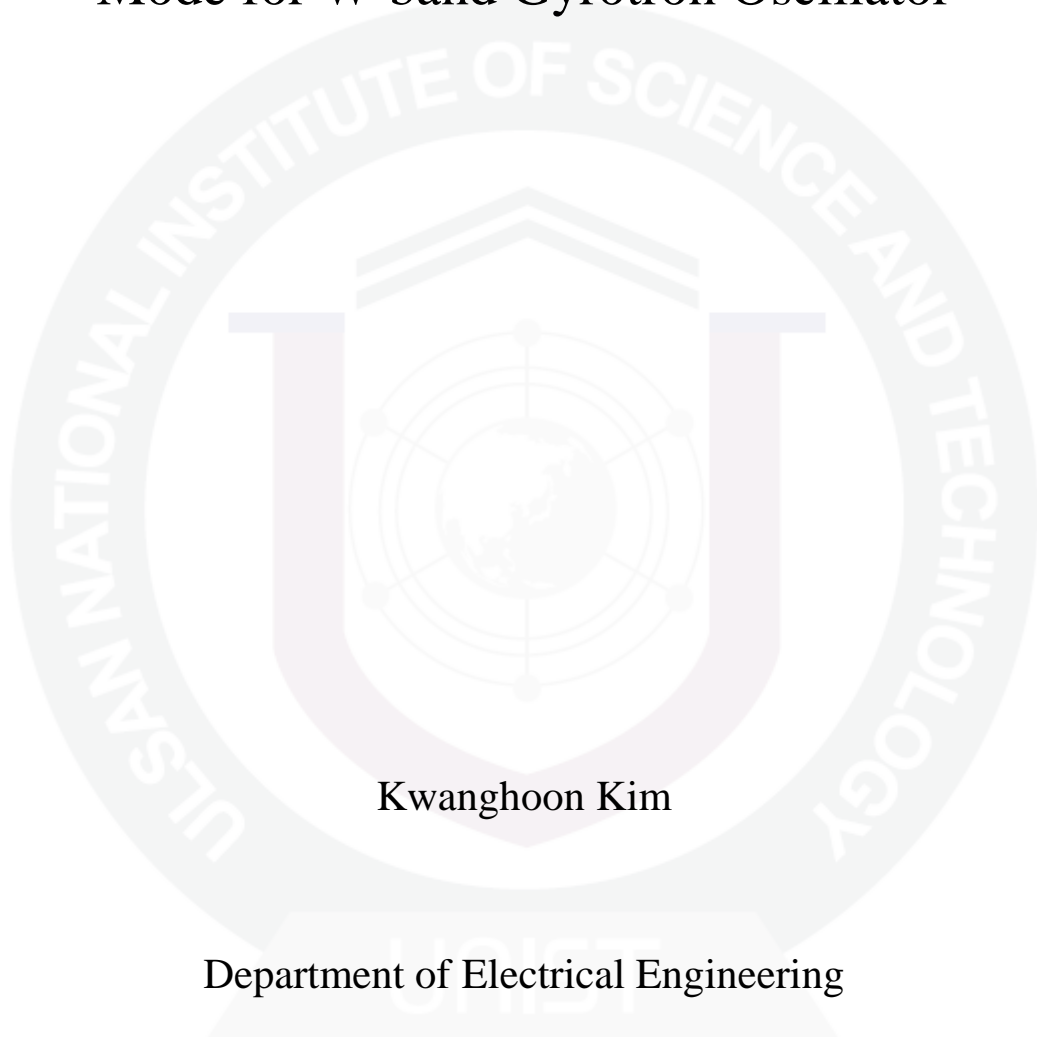 Mode for W-band Gyrotron Oscillator
ULSAN NATIONAL INSTITUTE OF SCIENCE AND TECHNOLOGY
Kwanghoon Kim
UNIST
Department of Electrical Engineering